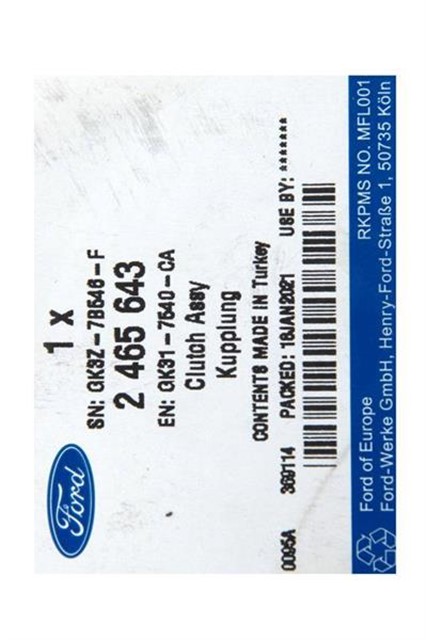 Ford
1 x
SN: GK3Z-7B546-F
2 465 643
EN: GK31-7540-CA
Clutch Assy
Kupplung
CONTENTS MADE IN Turkey
0095A 369114 PACKED: 18JAN2021 USE BY: *******
Ford of Europe RKPMS NO. MFL001
Ford-Werke GmbH, Henry-Ford-Straße 1, 50735 Köln